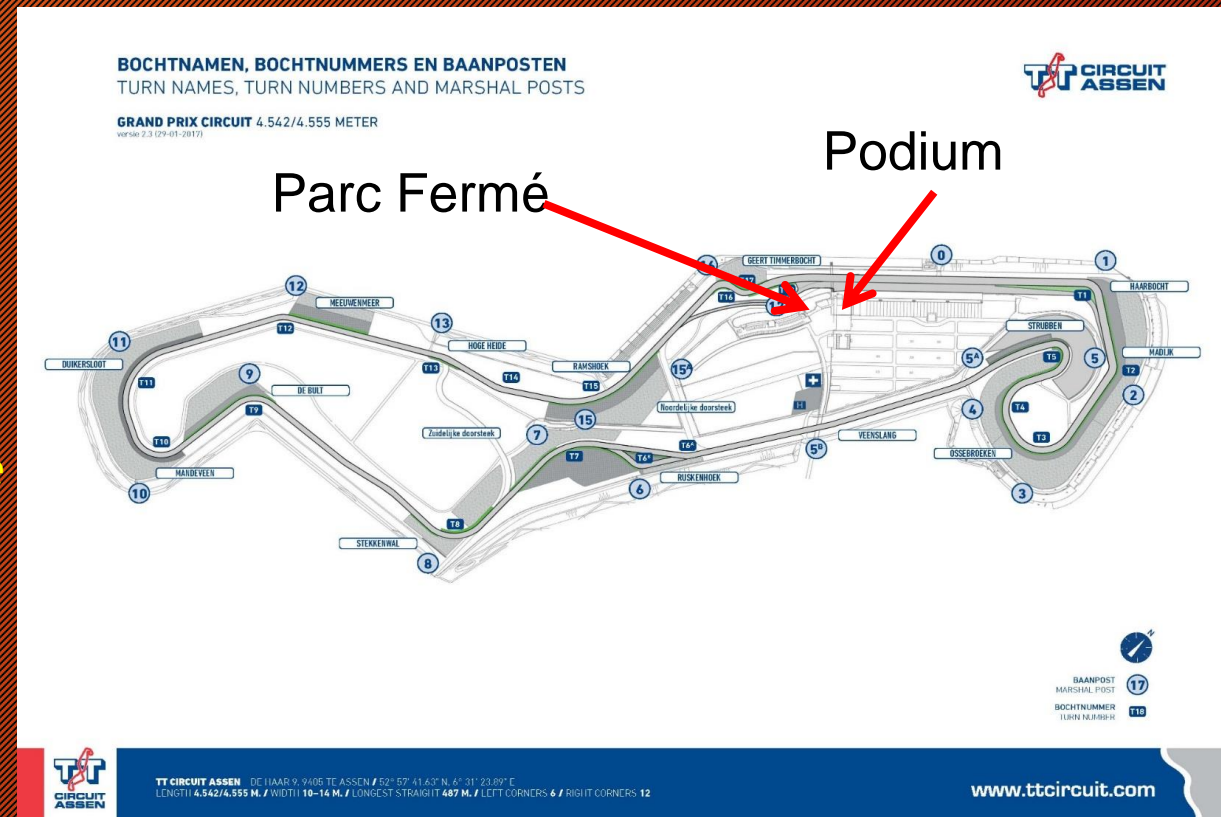 BOCHTNAMEN, BOCHTNUMMERS EN BAANPOSTEN
TURN NAMES, TURN NUMBERS AND MARSHAL POSTS
GRAND PRIX CIRCUIT 4.542/4.555 METER
versie 2.3 (29-01-2017)
TT CIRCUIT
ASSEN
Podium
Parc Fermé
GEERT TIMMERBOCHT
0
1
16
T17
T16
12
MEEUWENMEER
T12
HAARBOCHT
T1
13
HOGE HEIDE
STRUBBEN
11
DUIKERSLOOT
9
T13
T14
RAMSHOEK
15A
5A
T5
5
MADIJK
T2
T11
DE BULT
T15
2
T9
Noordelijke doorsteek
H
4
T4
15
Zuidelijke doorsteek
7
T3
T10
T6A
VEENSLANG
5B
OSSEBROEKEN
T7
MANDEVEEN
RUSKENHOEK
10
6
3
T8
STEKKENWAL
8
N
BAANPOST
MARSHAL POST
17
BOCHTNUMMER
TURN NUMBER
T18
TT
CIRCUIT
ASSEN
TT CIRCUIT ASSEN DE HAAR 9, 9405 TE ASSEN / 52° 57' 41.63" N, 6° 31' 23.89" E
LENGTH 4.542/4.555 M. / WIDTH 10–14 M. / LONGEST STRAIGHT 487 M. / LEFT CORNERS 6 / RIGHT CORNERS 12
www.ttcircuit.com